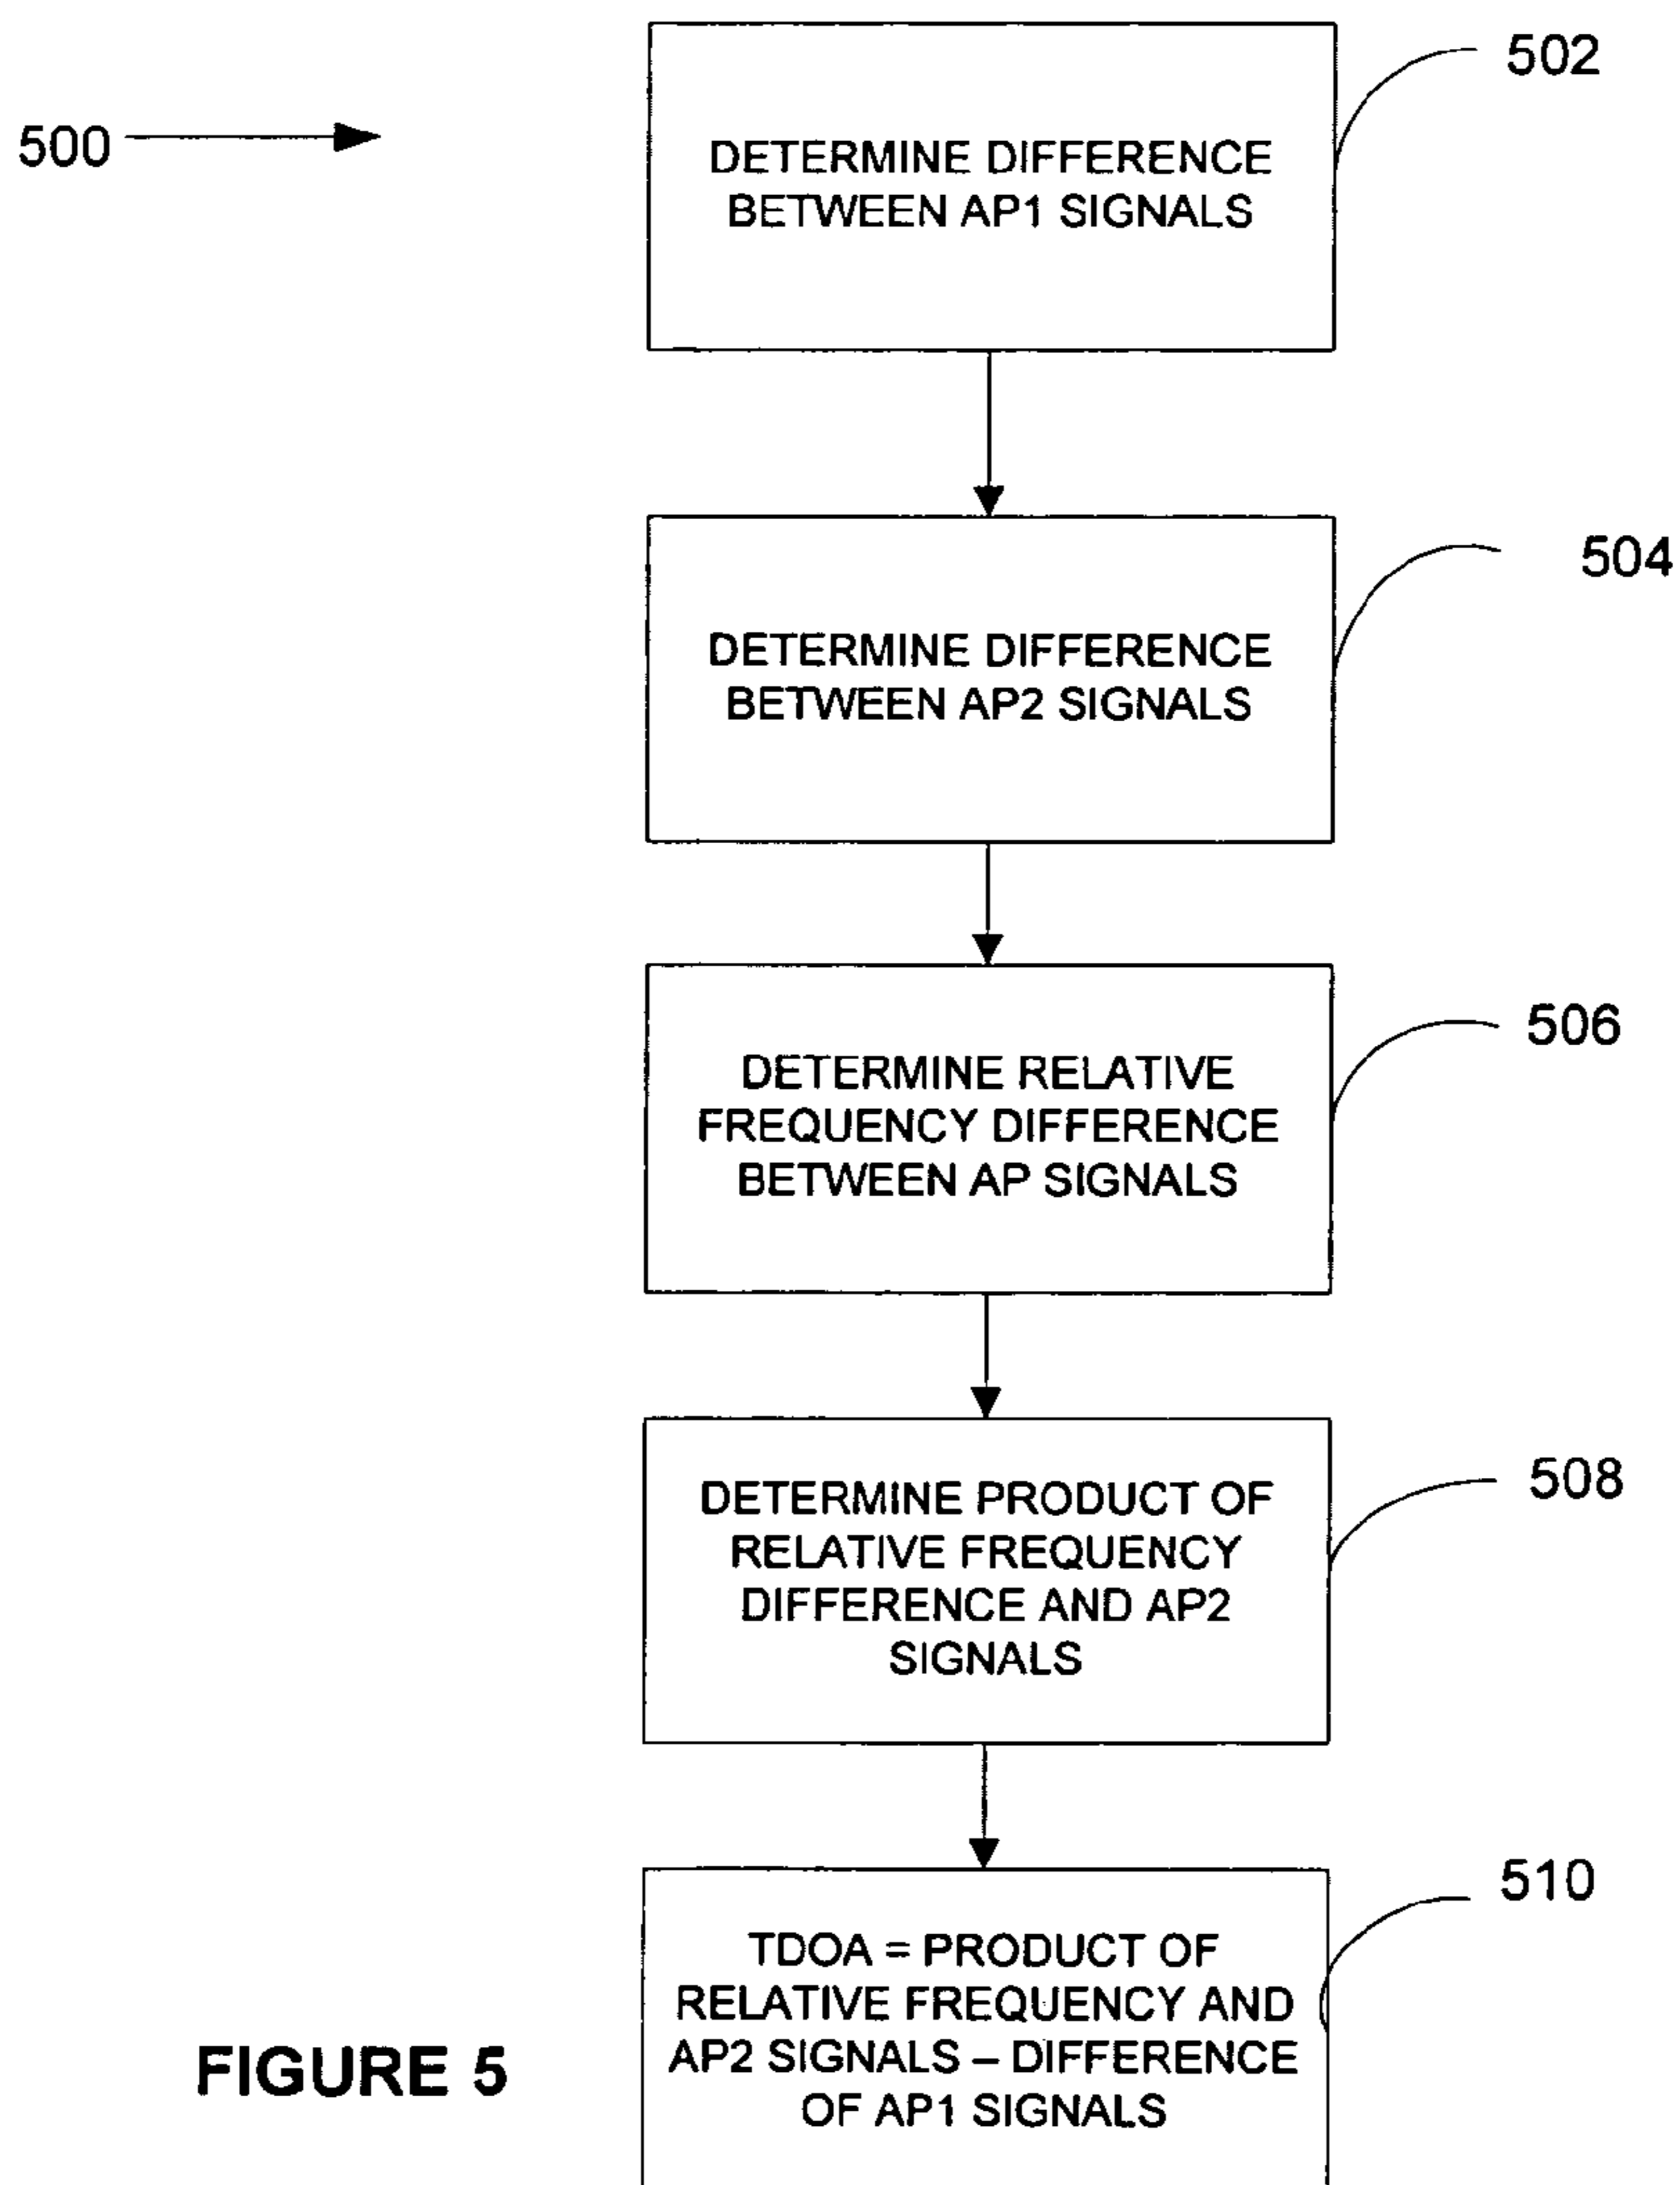 502
500
DETERMINE DIFFERENCE
BETWEEN AP1 SIGNALS
504
DETERMINE DIFFERENCE
BETWEEN AP2 SIGNALS
506
DETERMINE RELATIVE
FREQUENCY DIFFERENCE
BETWEEN AP SIGNALS
508
DETERMINE PRODUCT OF
RELATIVE FREQUENCY
DIFFERENCE AND AP2
SIGNALS
510
TDOA = PRODUCT OF
RELATIVE FREQUENCY AND
AP2 SIGNALS – DIFFERENCE
OF AP1 SIGNALS
FIGURE 5